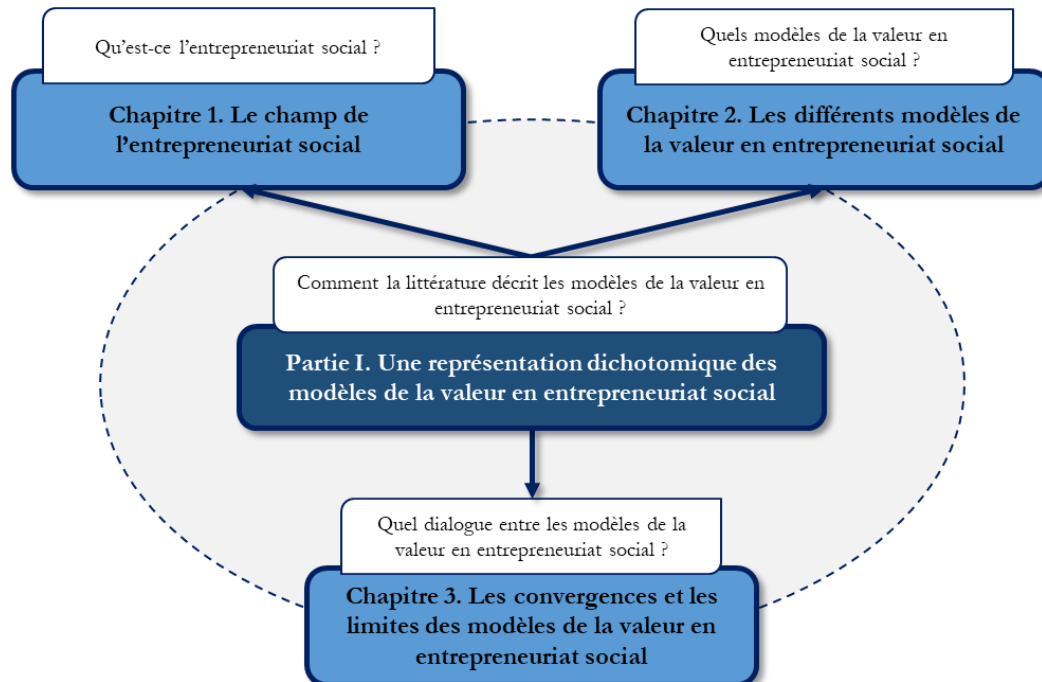 Qu'est-ce l'entrepreneuriat social ?
Chapitre 1. Le champ de
l'entrepreneuriat social
Quels modèles de la valeur en
entrepreneuriat social ?
Chapitre 2. Les différents modèles de
la valeur en entrepreneuriat social
Comment la littérature décrit les modèles de la valeur en
entrepreneuriat social ?
Partie I. Une représentation dichotomique des
modèles de la valeur en entrepreneuriat social
Quel dialogue entre les modèles de la
valeur en entrepreneuriat social ?
Chapitre 3. Les convergences et les
limites des modèles de la valeur en
entrepreneuriat social